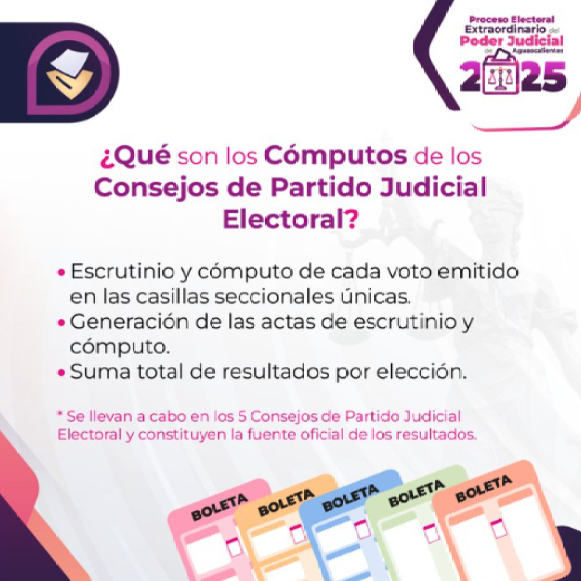 Proceso Electoral
Extraordinario del
Poder Judicial
de Aguascalientes
2025
¿Qué son los Cómputos de los
Consejos de Partido Judicial
Electoral?
• Escrutinio y cómputo de cada voto emitido
en las casillas seccionales únicas.
• Generación de las actas de escrutinio y
cómputo.
• Suma total de resultados por elección.
* Se llevan a cabo en los 5 Consejos de Partido Judicial
Electoral y constituyen la fuente oficial de los resultados.
BOLETA
BOLETA
BOLETA
BOLETA
BOLETA